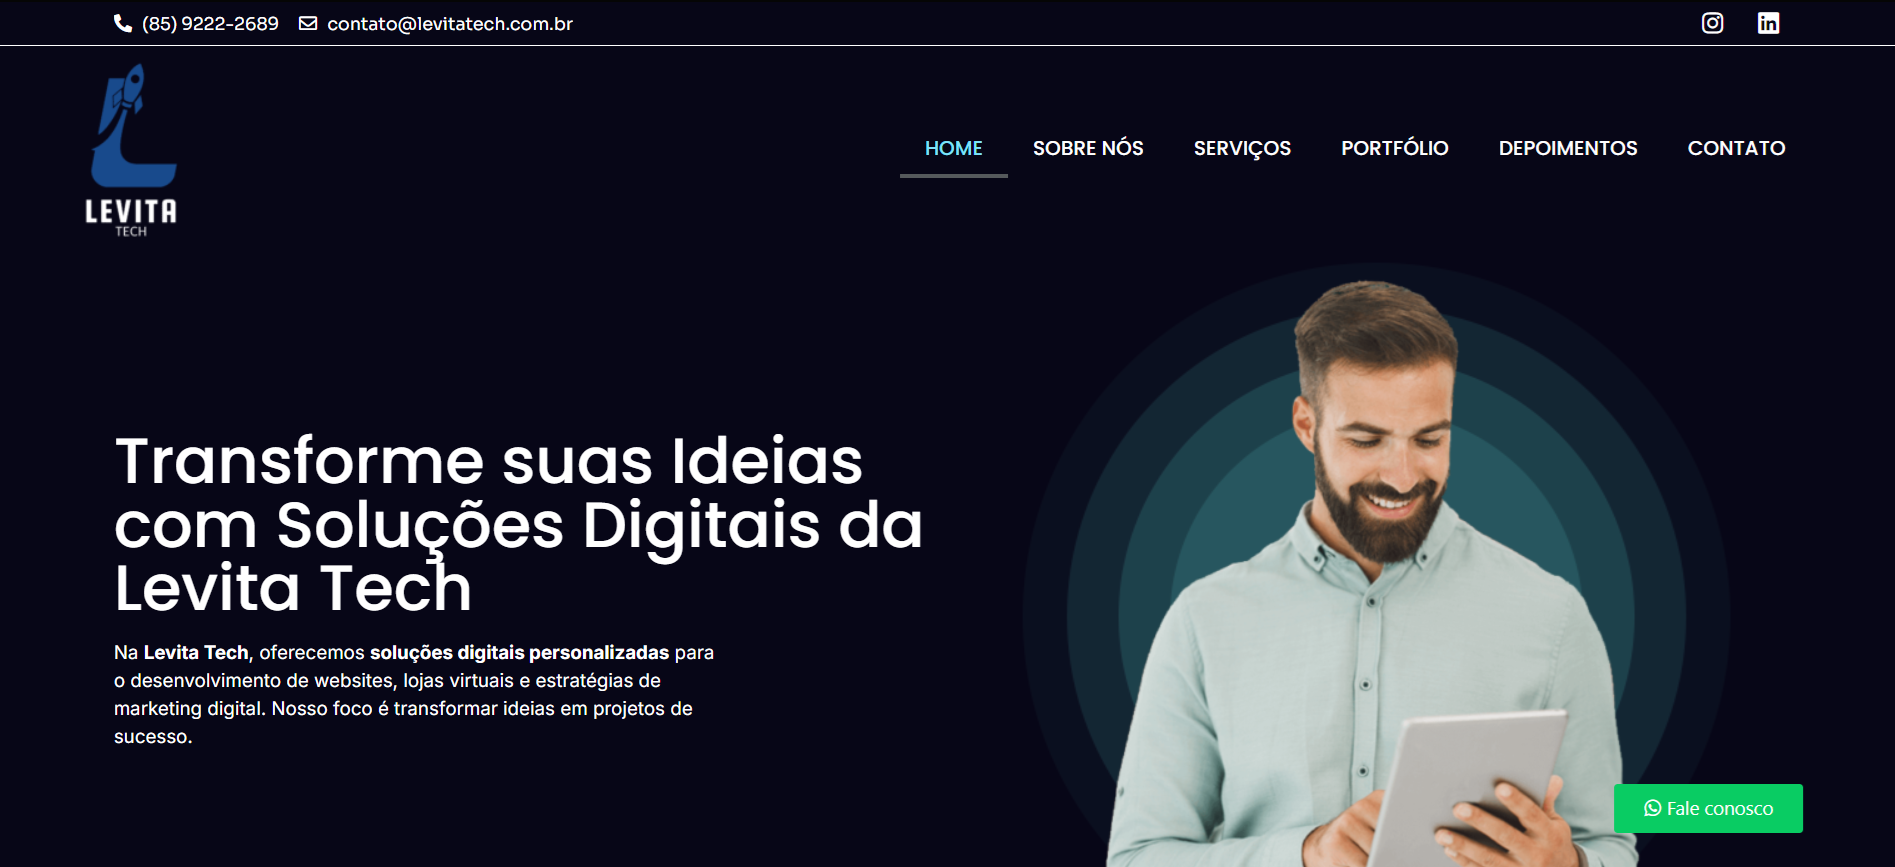 (85) 9222-2689 contato@levitatech.com.br
LEVITA
TECH
HOME SOBRE NÓS SERVIÇOS PORTFÓLIO DEPOIMENTOS CONTATO
Transforme suas Ideias
com Soluções Digitais da
Levita Tech
Na Levita Tech, oferecemos soluções digitais personalizadas para
o desenvolvimento de websites, lojas virtuais e estratégias de
marketing digital. Nosso foco é transformar ideias em projetos de
sucesso.
Fale conosco